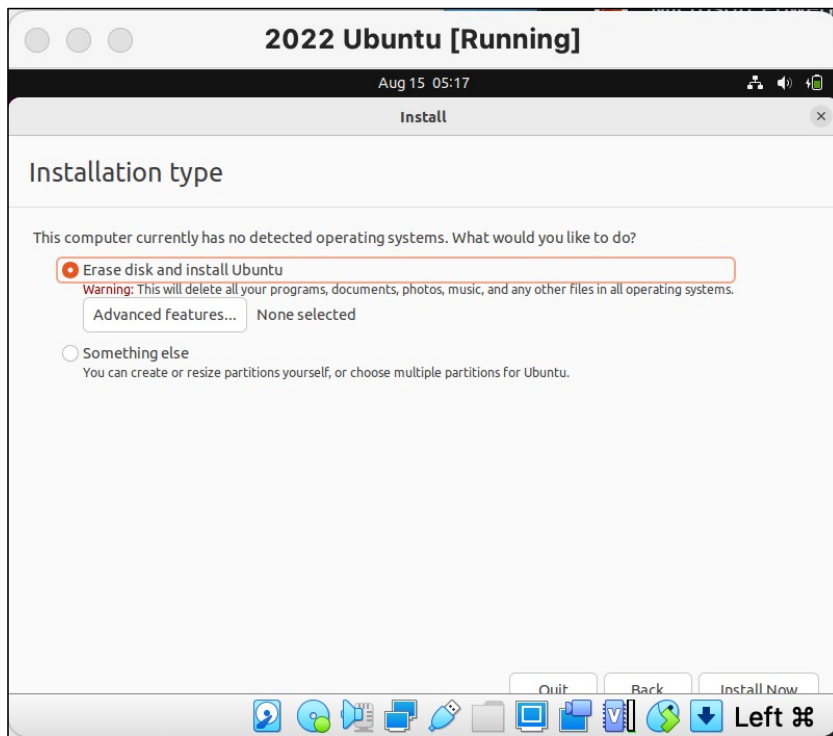 2022 Ubuntu [Running]
Aug 15 05:17
Install
Installation type
This computer currently has no detected operating systems. What would you like to do?
Erase disk and install Ubuntu
Warning: This will delete all your programs, documents, photos, music, and any other files in all operating systems.
Advanced features... None selected
Something else
You can create or resize partitions yourself, or choose multiple partitions for Ubuntu.
Quit Back Install Now
Left ⌘